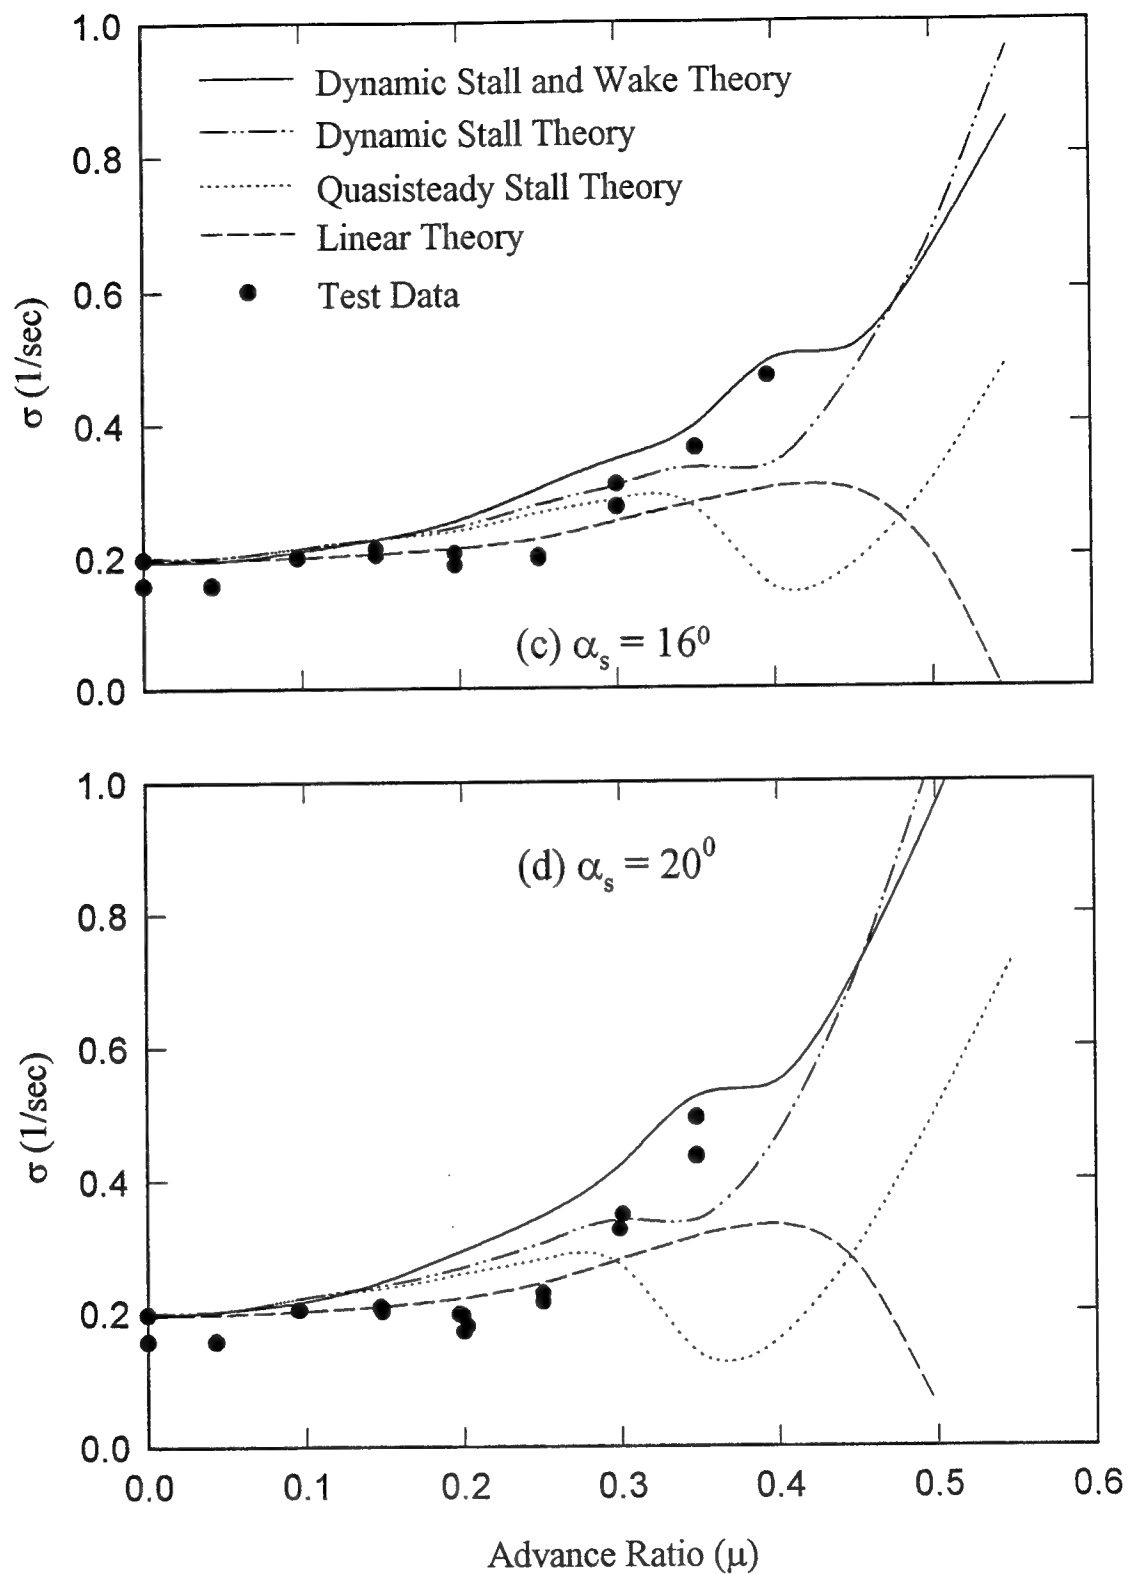 1.0
Dynamic Stall and Wake Theory
Dynamic Stall Theory
0.8
Quasisteady Stall Theory
Linear Theory
0.6
Test Data
σ (1/sec)
0.4
0.2
(c) αs = 16⁰
0.0
1.0
(d) αs = 20⁰
0.8
0.6
σ (1/sec)
0.4
0.2
0.0
0.0 0.1 0.2 0.3 0.4 0.5 0.6
Advance Ratio (μ)